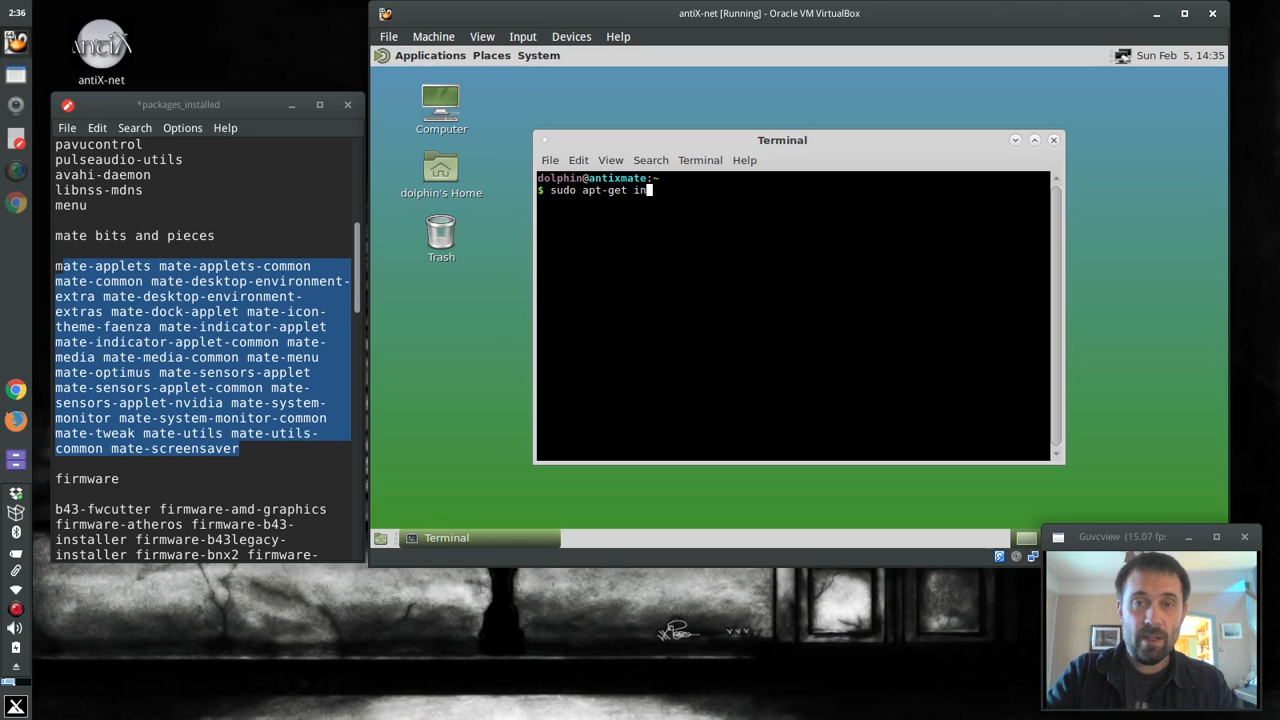 2:36
antiX
antiX-net
*packages_installed
File Edit Search Options Help
pavucontrol
pulseaudio-utils
avahi-daemon
libnss-mdns
menu
mate bits and pieces
mate-applets mate-applets-common
mate-common mate-desktop-environment-
extra mate-desktop-environment-
extras mate-dock-applet mate-icon-
theme-faenza mate-indicator-applet
mate-indicator-applet-common mate-
media mate-media-common mate-menu
mate-optimus mate-sensors-applet
mate-sensors-applet-common mate-
sensors-applet-nvidia mate-system-
monitor mate-system-monitor-common
mate-tweak mate-utils mate-utils-
common mate-screensaver
firmware
b43-fwcutter firmware-amd-graphics
firmware-atheros firmware-b43-
installer firmware-b43legacy-
installer firmware-bnx2 firmware-
antiX-net [Running] - Oracle VM VirtualBox
File Machine View Input Devices Help
Applications Places System
Sun Feb 5, 14:35
Computer
dolphin's Home
Trash
Terminal
File Edit View Search Terminal Help
dolphin@antixmate:~
$ sudo apt-get in
Terminal
Guvcview (15.07 fps